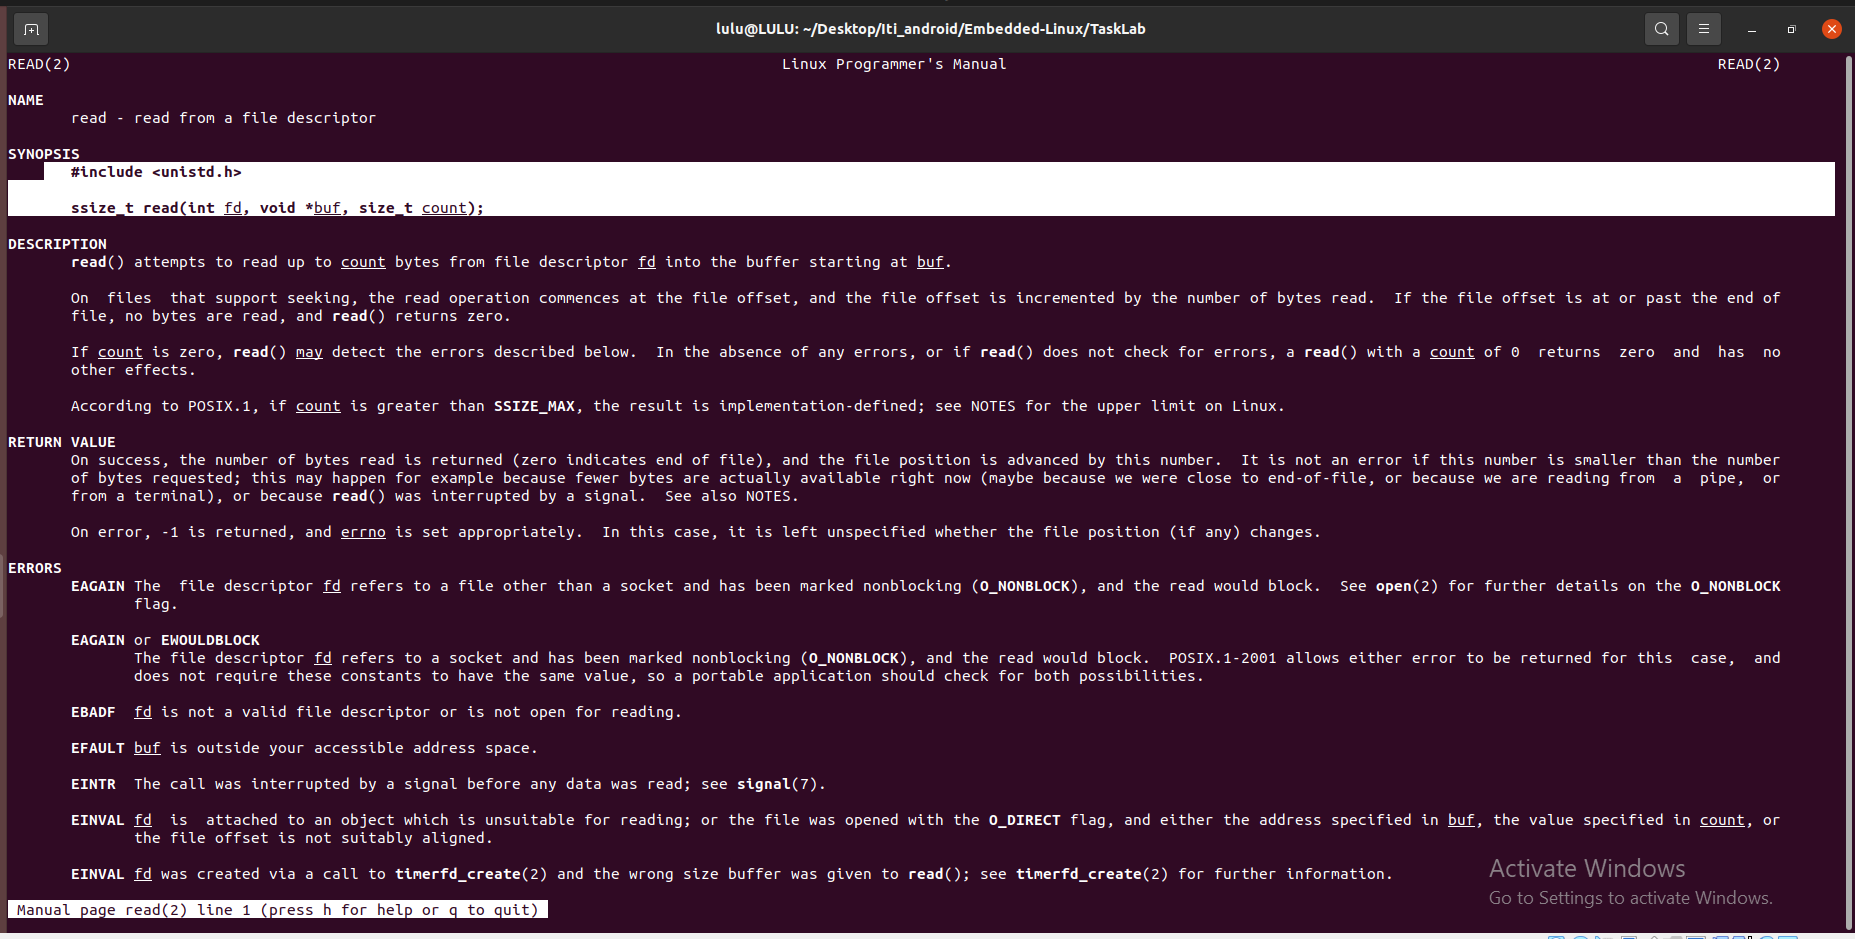 lulu@LULU: ~/Desktop/Iti_android/Embedded-Linux/TaskLab
READ(2) Linux Programmer's Manual READ(2)
NAME
read - read from a file descriptor
SYNOPSIS
#include <unistd.h>
ssize_t read(int fd, void *buf, size_t count);
DESCRIPTION
read() attempts to read up to count bytes from file descriptor fd into the buffer starting at buf.
On files that support seeking, the read operation commences at the file offset, and the file offset is incremented by the number of bytes read. If the file offset is at or past the end of
file, no bytes are read, and read() returns zero.
If count is zero, read() may detect the errors described below. In the absence of any errors, or if read() does not check for errors, a read() with a count of 0 returns zero and has no
other effects.
According to POSIX.1, if count is greater than SSIZE_MAX, the result is implementation-defined; see NOTES for the upper limit on Linux.
RETURN VALUE
On success, the number of bytes read is returned (zero indicates end of file), and the file position is advanced by this number. It is not an error if this number is smaller than the number
of bytes requested; this may happen for example because fewer bytes are actually available right now (maybe because we were close to end-of-file, or because we are reading from a pipe, or
from a terminal), or because read() was interrupted by a signal. See also NOTES.
On error, -1 is returned, and errno is set appropriately. In this case, it is left unspecified whether the file position (if any) changes.
ERRORS
EAGAIN The file descriptor fd refers to a file other than a socket and has been marked nonblocking (O_NONBLOCK), and the read would block. See open(2) for further details on the O_NONBLOCK
flag.
EAGAIN or EWOULDBLOCK
The file descriptor fd refers to a socket and has been marked nonblocking (O_NONBLOCK), and the read would block. POSIX.1-2001 allows either error to be returned for this case, and
does not require these constants to have the same value, so a portable application should check for both possibilities.
EBADF fd is not a valid file descriptor or is not open for reading.
EFAULT buf is outside your accessible address space.
EINTR The call was interrupted by a signal before any data was read; see signal(7).
EINVAL fd is attached to an object which is unsuitable for reading; or the file was opened with the O_DIRECT flag, and either the address specified in buf, the value specified in count, or
the file offset is not suitably aligned.
EINVAL fd was created via a call to timerfd_create(2) and the wrong size buffer was given to read(); see timerfd_create(2) for further information.
Manual page read(2) line 1 (press h for help or q to quit)
Activate Windows
Go to Settings to activate Windows.